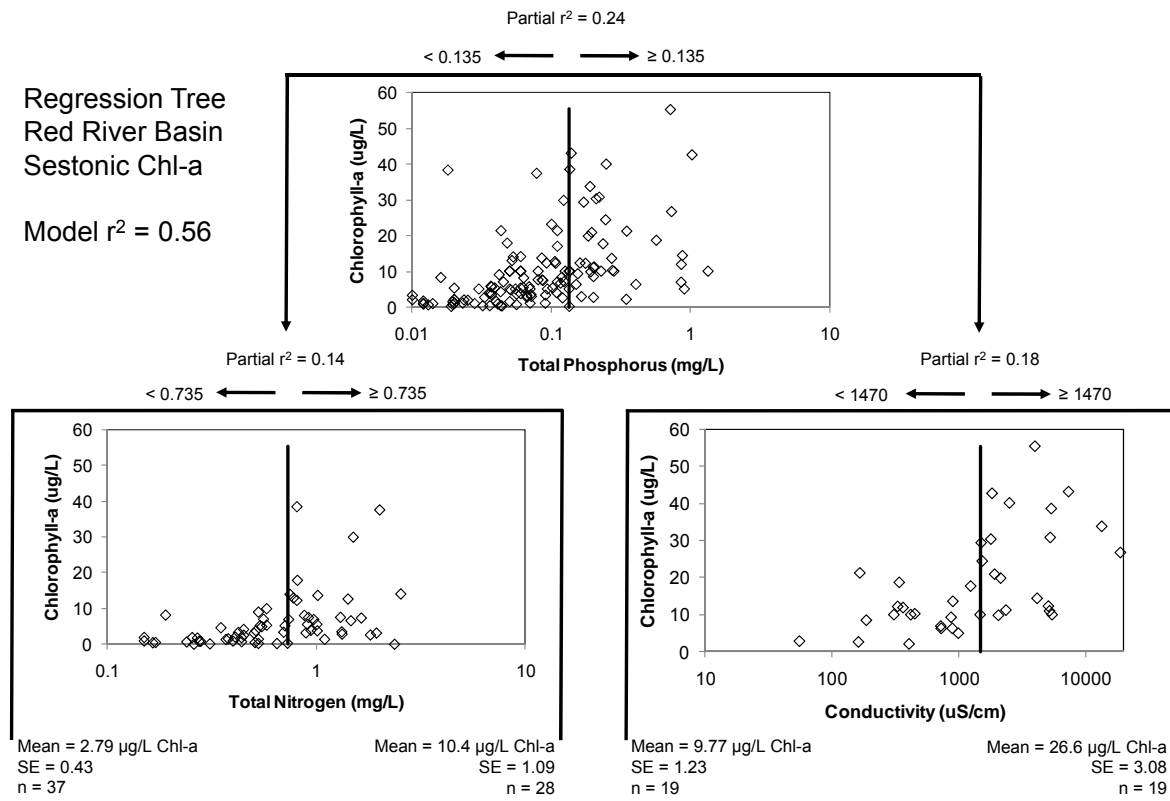 Partial r² = 0.24
< 0.135
≥ 0.135
Regression Tree
Red River Basin
Sestonic Chl-a
Model r² = 0.56
Chlorophyll-a (ug/L)
60
50
40
30
20
10
0
0.01
0.1
1
10
Total Phosphorus (mg/L)
Partial r² = 0.14
< 0.735
≥ 0.735
Chlorophyll-a (ug/L)
60
50
40
30
20
10
0
0.1
1
10
Total Nitrogen (mg/L)
Mean = 2.79 µg/L Chl-a
SE = 0.43
n = 37
Mean = 10.4 µg/L Chl-a
SE = 1.09
n = 28
Partial r² = 0.18
< 1470
≥ 1470
Chlorophyll-a (ug/L)
60
50
40
30
20
10
0
10
100
1000
10000
Conductivity (uS/cm)
Mean = 9.77 µg/L Chl-a
SE = 1.23
n = 19
Mean = 26.6 µg/L Chl-a
SE = 3.08
n = 19